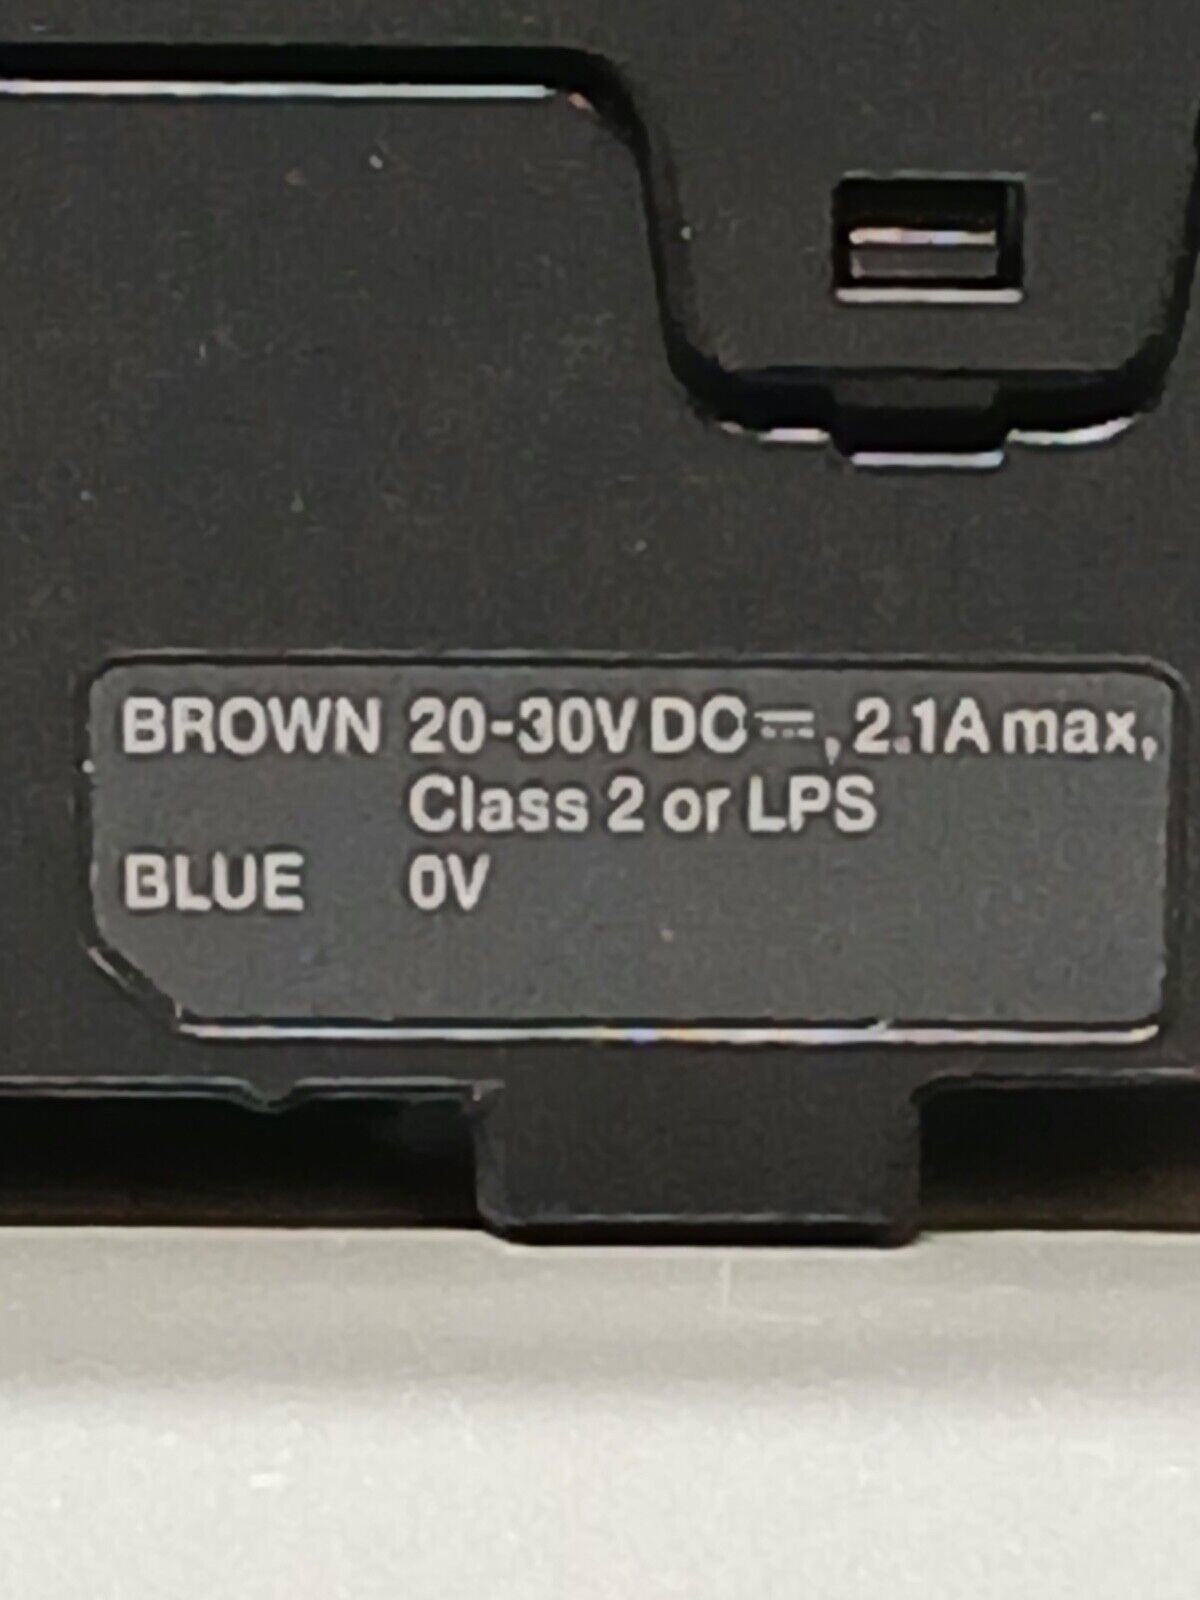 BROWN 20-30V DC ⎓, 2.1A max,
Class 2 or LPS
BLUE 0V